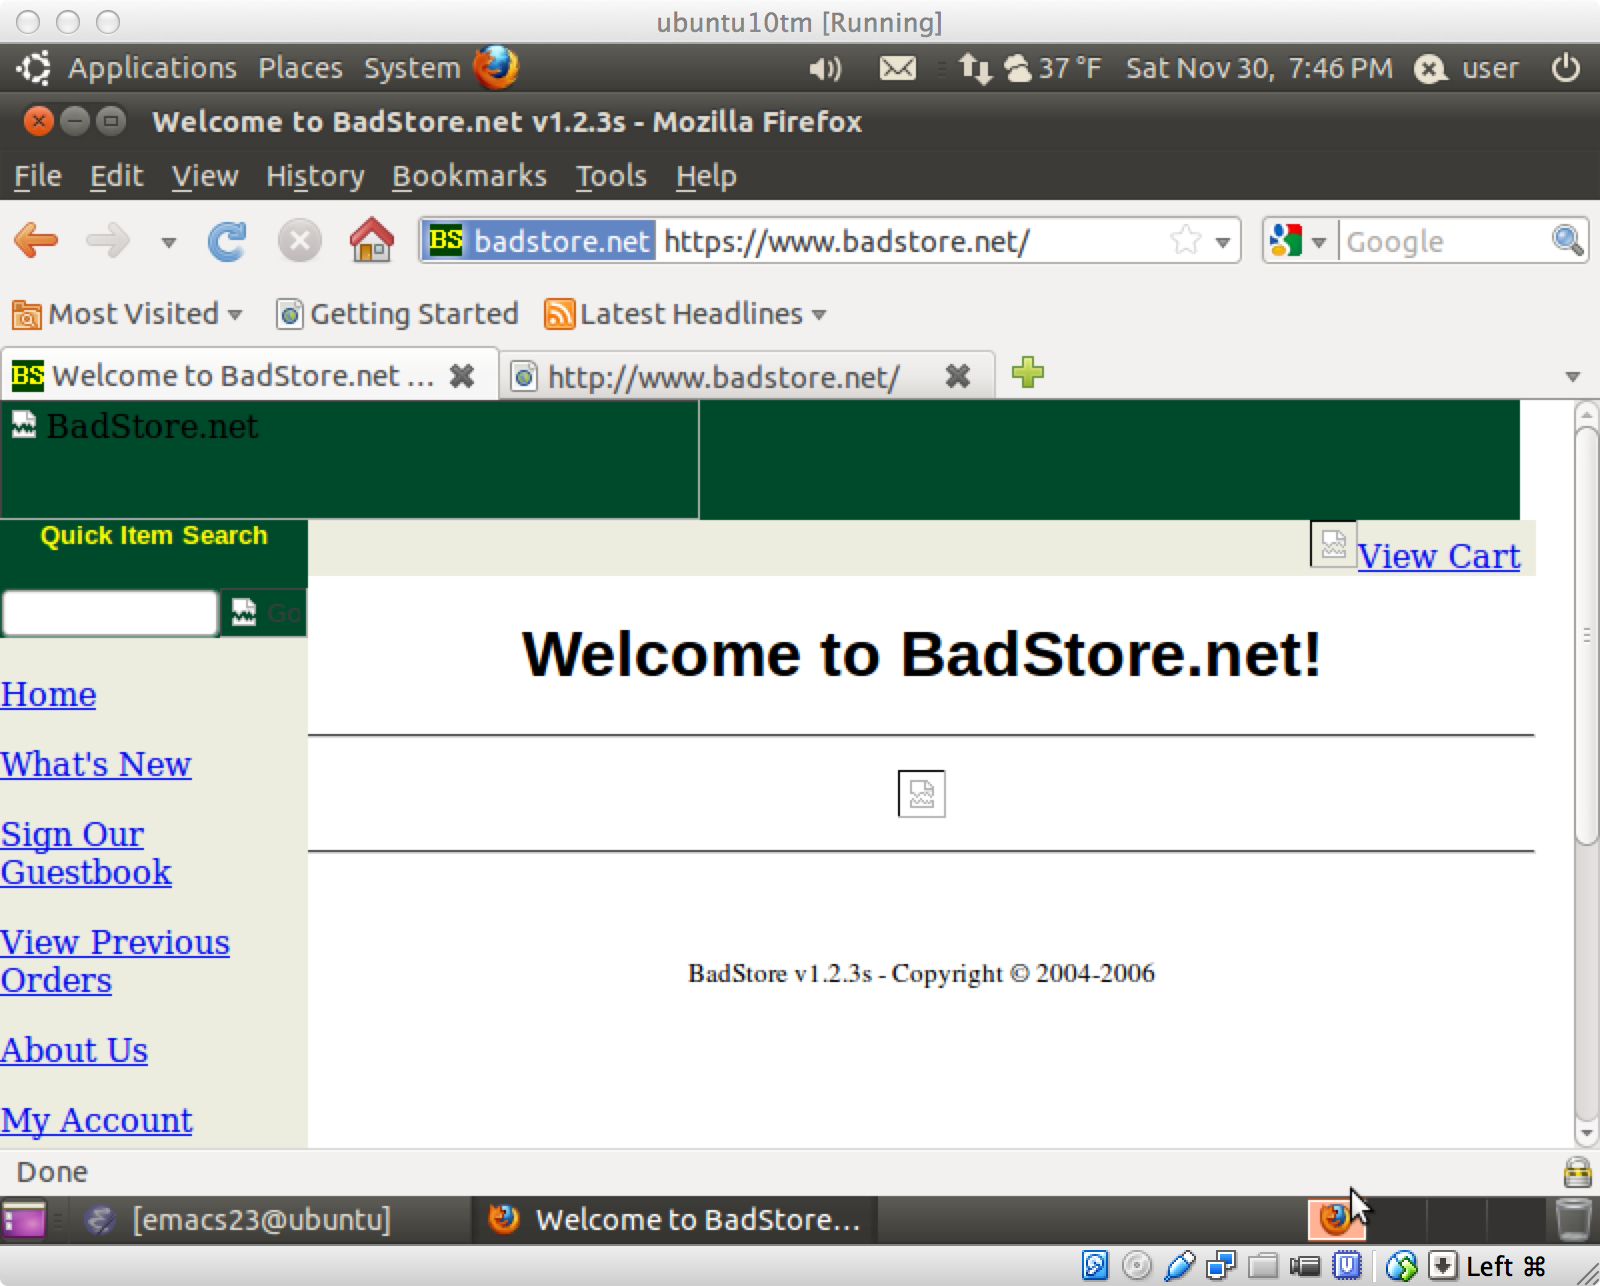 ubuntu10tm [Running]
Applications Places System 37 °F Sat Nov 30, 7:46 PM user
Welcome to BadStore.net v1.2.3s - Mozilla Firefox
File Edit View History Bookmarks Tools Help
BS badstore.net https://www.badstore.net/ Google
Most Visited Getting Started Latest Headlines
BS Welcome to BadStore.net ... http://www.badstore.net/
BadStore.net
Quick Item Search
View Cart
Go
Welcome to BadStore.net!
Home
What's New
Sign Our
Guestbook
View Previous
Orders
BadStore v1.2.3s - Copyright © 2004-2006
About Us
My Account
Done
[emacs23@ubuntu] Welcome to BadStore...
Left ⌘